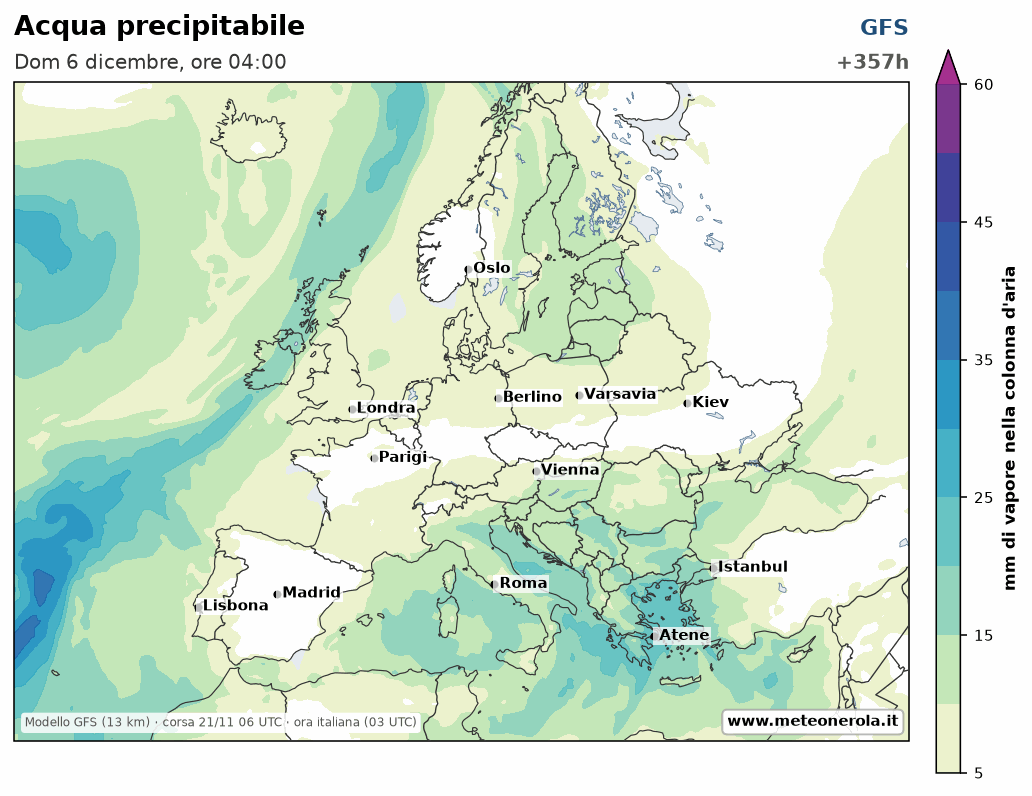 Acqua precipitabile
GFS
Dom 6 dicembre, ore 04:00
+357h
60
45
35
25
15
5
mm di vapore nella colonna d'aria
Oslo
Londra
Berlino
Varsavia
Kiev
Parigi
Vienna
Istanbul
Roma
Madrid
Lisbona
Atene
Modello GFS (13 km) · corsa 21/11 06 UTC · ora italiana (03 UTC)
www.meteonerola.it